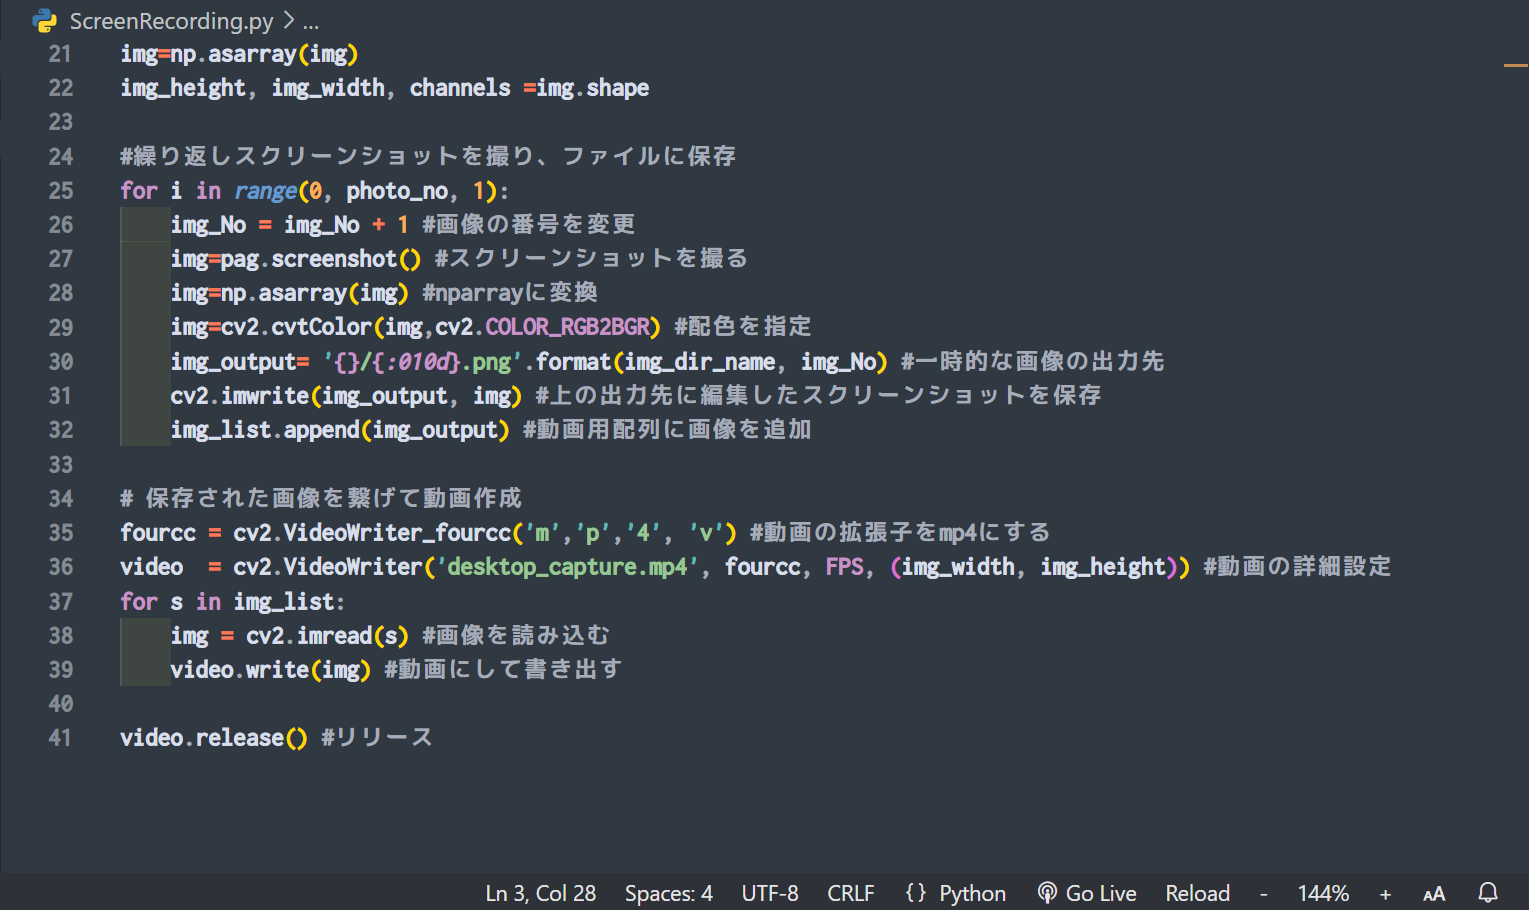 ScreenRecording.py > ...
21 img=np.asarray(img)
22 img_height, img_width, channels =img.shape
23
24 #繰り返しスクリーンショットを撮り、ファイルに保存
25 for i in range(0, photo_no, 1):
26     img_No = img_No + 1 #画像の番号を変更
27     img=pag.screenshot() #スクリーンショットを撮る
28     img=np.asarray(img) #nparrayに変換
29     img=cv2.cvtColor(img,cv2.COLOR_RGB2BGR) #配色を指定
30     img_output= '{}/{:010d}.png'.format(img_dir_name, img_No) #一時的な画像の出力先
31     cv2.imwrite(img_output, img) #上の出力先に編集したスクリーンショットを保存
32     img_list.append(img_output) #動画用配列に画像を追加
33
34 # 保存された画像を繋げて動画作成
35 fourcc = cv2.VideoWriter_fourcc('m','p','4', 'v') #動画の拡張子をmp4にする
36 video  = cv2.VideoWriter('desktop_capture.mp4', fourcc, FPS, (img_width, img_height)) #動画の詳細設定
37 for s in img_list:
38     img = cv2.imread(s) #画像を読み込む
39     video.write(img) #動画にして書き出す
40
41 video.release() #リリース
Ln 3, Col 28 Spaces: 4 UTF-8 CRLF {} Python Go Live Reload - 144% + AA